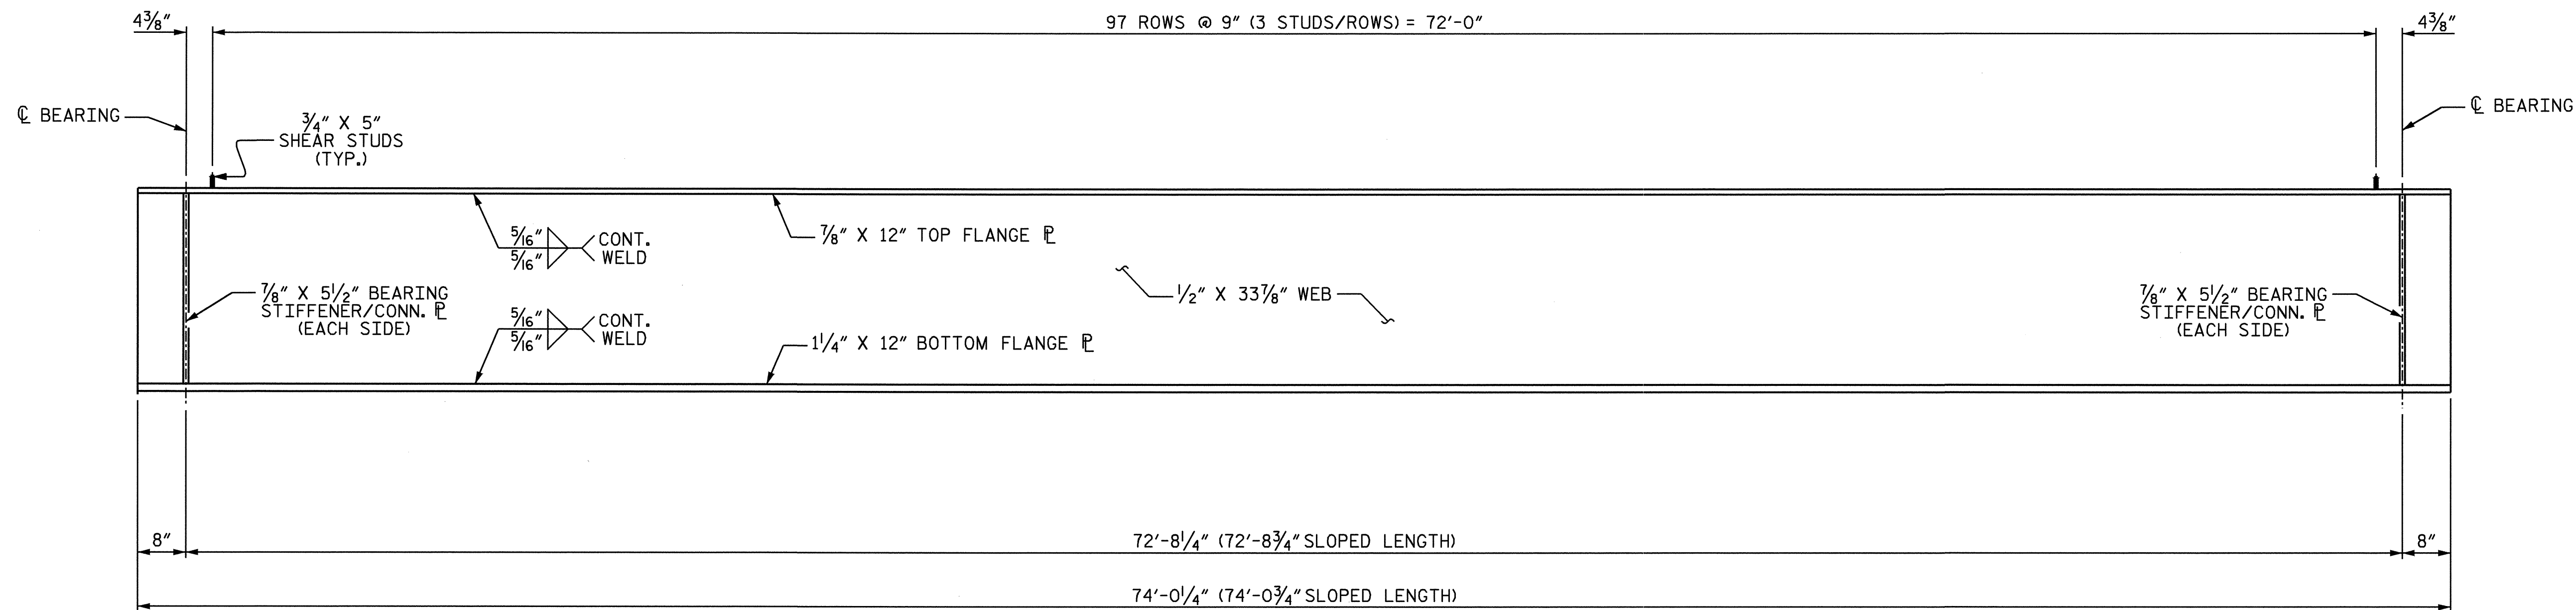 4⅜"
97 ROWS @ 9" (3 STUDS/ROWS) = 72'-0"
4⅜"
℄ BEARING
¾" X 5"
SHEAR STUDS
(TYP.)
℄ BEARING
5/16"
5/16"
CONT.
WELD
⅞" X 12" TOP FLANGE ⅊
⅞" X 5½" BEARING
STIFFENER/CONN. ⅊
(EACH SIDE)
½" X 33⅞" WEB
⅞" X 5½" BEARING
STIFFENER/CONN. ⅊
(EACH SIDE)
5/16"
5/16"
CONT.
WELD
1¼" X 12" BOTTOM FLANGE ⅊
8"
72'-8¼" (72'-8¾" SLOPED LENGTH)
8"
74'-0¼" (74'-0¾" SLOPED LENGTH)